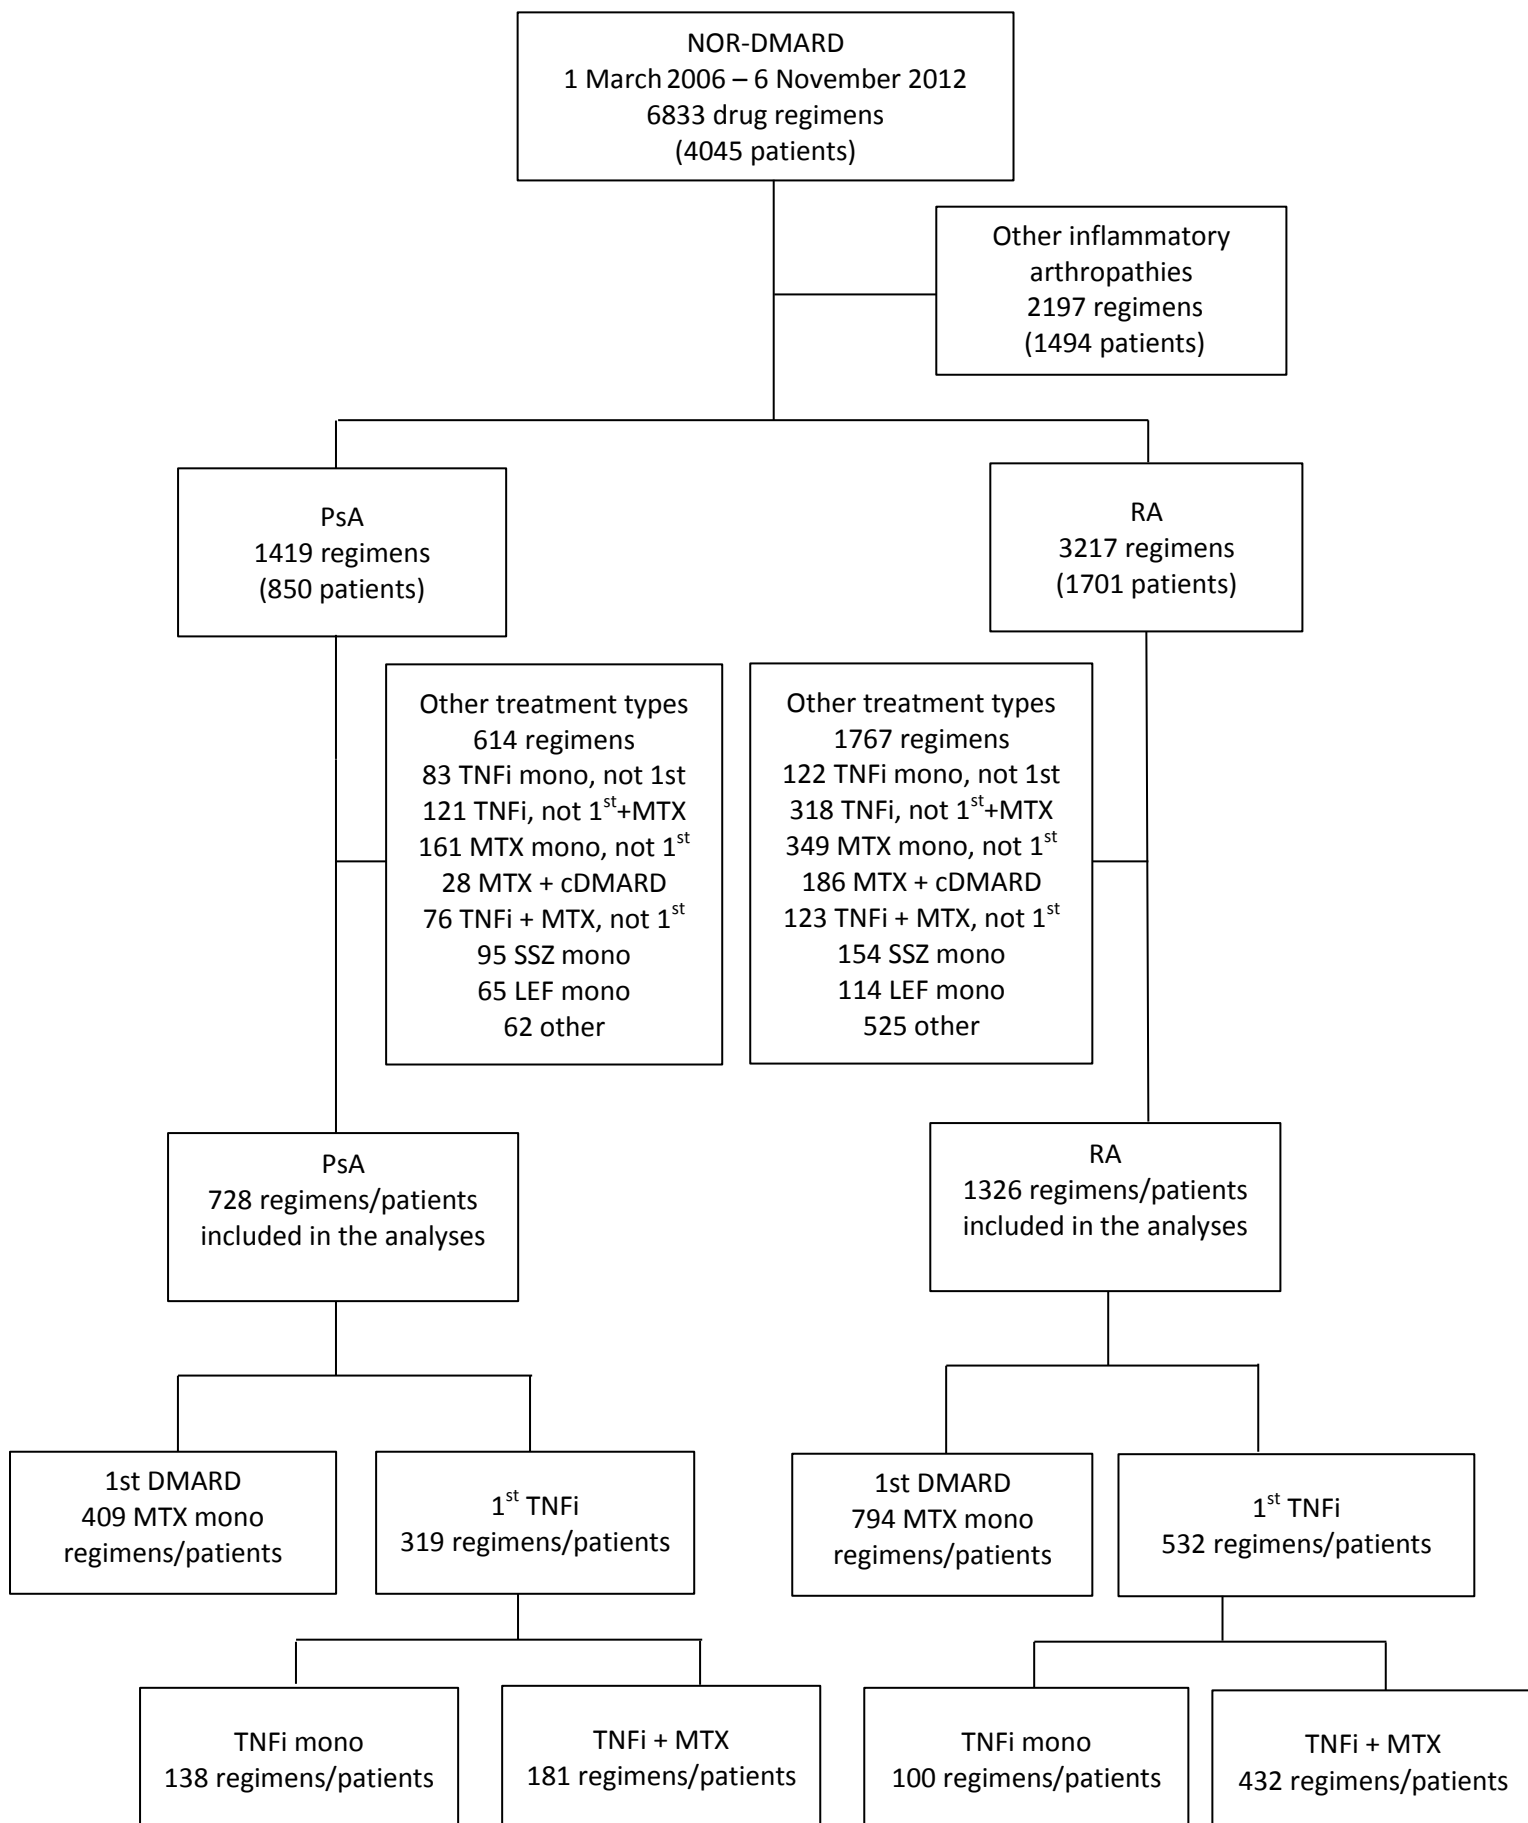 NOR-DMARD
1 March 2006 – 6 November 2012
6833 drug regimens
(4045 patients)
Other inflammatory
arthropathies
2197 regimens
(1494 patients)
PsA
1419 regimens
(850 patients)
RA
3217 regimens
(1701 patients)
Other treatment types
614 regimens
83 TNFi mono, not 1st
121 TNFi, not 1st+MTX
161 MTX mono, not 1st
28 MTX + cDMARD
76 TNFi + MTX, not 1st
95 SSZ mono
65 LEF mono
62 other
Other treatment types
1767 regimens
122 TNFi mono, not 1st
318 TNFi, not 1st+MTX
349 MTX mono, not 1st
186 MTX + cDMARD
123 TNFi + MTX, not 1st
154 SSZ mono
114 LEF mono
525 other
PsA
728 regimens/patients
included in the analyses
RA
1326 regimens/patients
included in the analyses
1st DMARD
409 MTX mono
regimens/patients
1st TNFi
319 regimens/patients
1st DMARD
794 MTX mono
regimens/patients
1st TNFi
532 regimens/patients
TNFi mono
138 regimens/patients
TNFi + MTX
181 regimens/patients
TNFi mono
100 regimens/patients
TNFi + MTX
432 regimens/patients